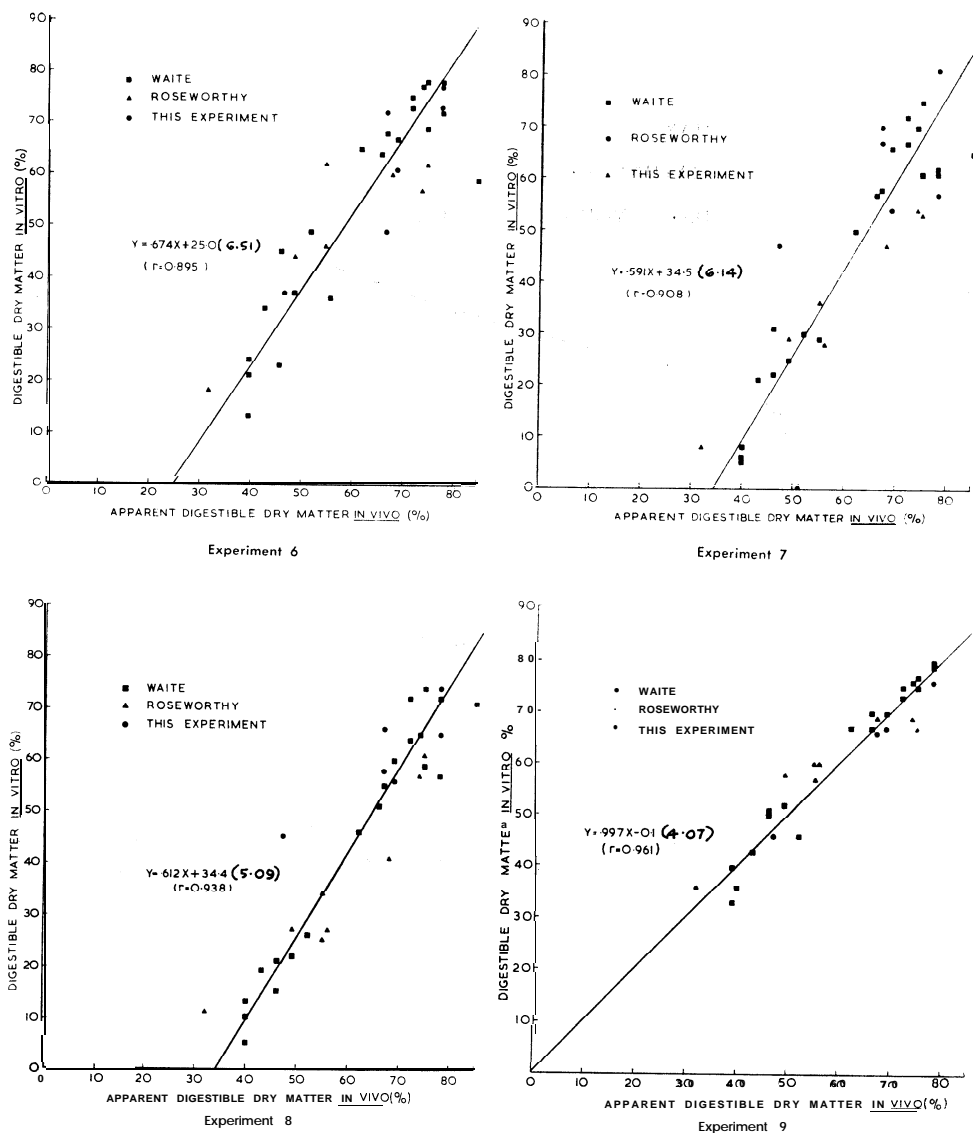 90
80
70
60
50
40
30
20
10
0
DIGESTIBLE DRY MATTER IN VITRO (%)
WAITE
ROSEWORTHY
THIS EXPERIMENT
Y=·674X+25·0(6.51)
(r=0.895)
0 10 20 30 40 50 60 70 80
APPARENT DIGESTIBLE DRY MATTER IN VIVO (%)
Experiment 6
90
80
70
60
50
40
30
20
10
0
DIGESTIBLE DRY MATTER IN VITRO %
WAITE
ROSEWORTHY
THIS EXPERIMENT
Y=·591X+34.5(6·14)
(r=0.908)
0 10 20 30 40 50 60 70 80
APPARENT DIGESTIBLE DRY MATTER IN VIVO (%)
Experiment 7
90
80
70
60
50
40
30
20
10
0
DIGESTIBLE DRY MATTER IN VITRO (%)
WAITE
ROSEWORTHY
THIS EXPERIMENT
Y=·612X+34.4(5·09)
(r=0.938)
0 10 20 30 40 50 60 70 80
APPARENT DIGESTIBLE DRY MATTER IN VIVO(%)
Experiment 8
90
80
70
60
50
40
30
20
10
DIGESTIBLE DRY MATTEᵃ IN VITRO %
WAITE
ROSEWORTHY
THIS EXPERIMENT
Y=·997X-0·1(4·07)
(r=0.961)
0 10 20 30 40 50 60 70 80
APPARENT DIGESTIBLE DRY MATTER IN VIVO(%)
Experiment 9